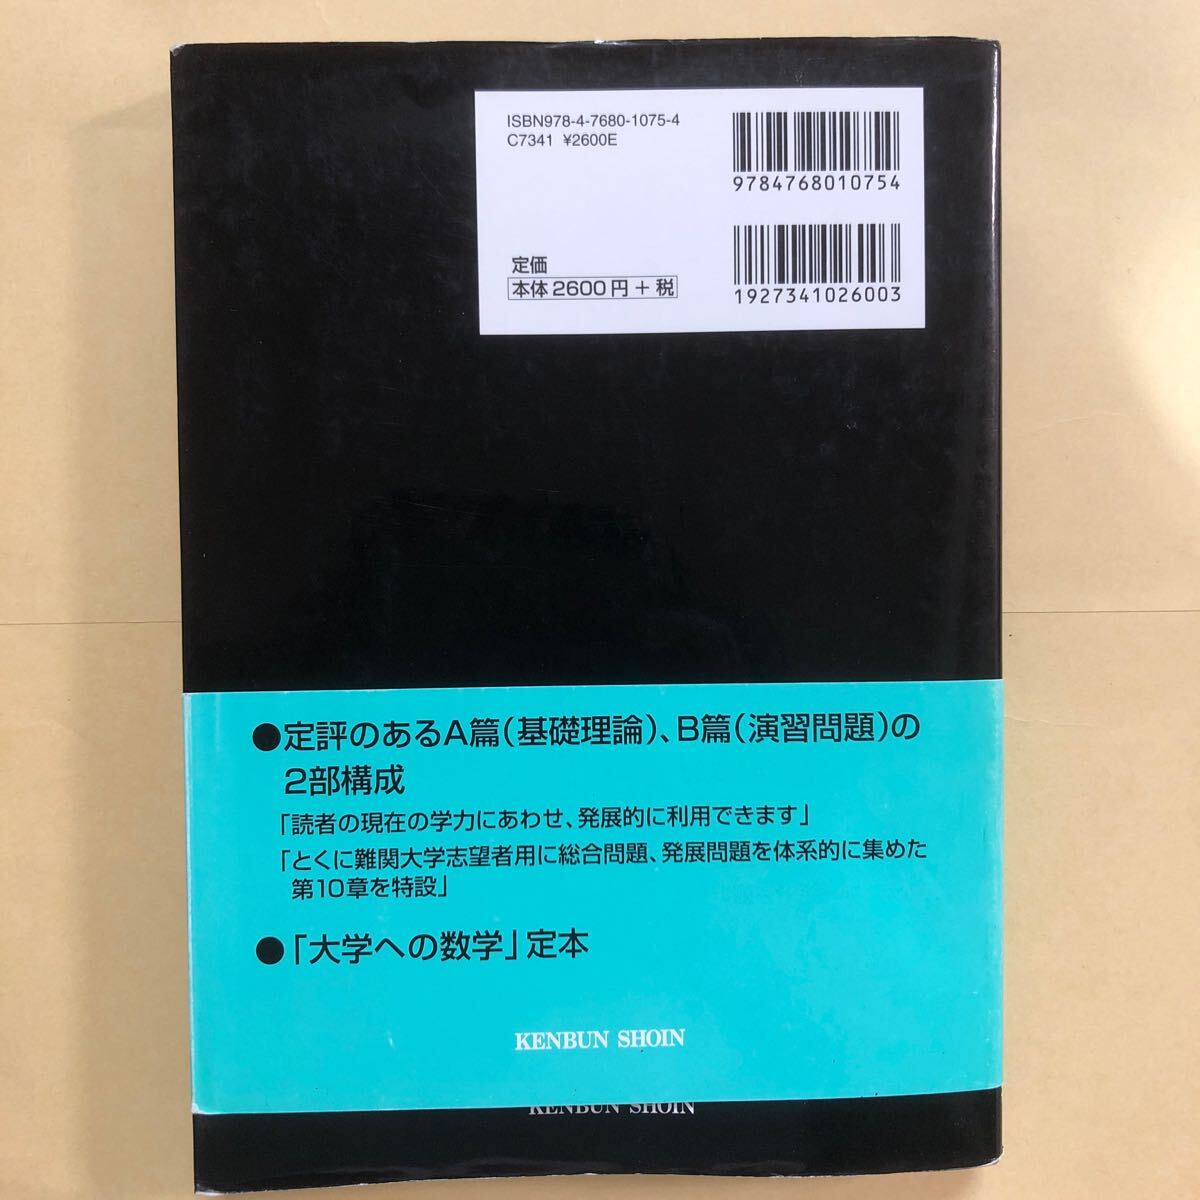 ISBN978-4-7680-1075-4
C7341 ¥2600E
9784768010754
定価
本体2600円+税
1927341026003
●定評のあるA篇(基礎理論)、B篇(演習問題)の
2部構成
「読者の現在の学力にあわせ、発展的に利用できます」
「とくに難関大学志望者用に総合問題、発展問題を体系的に集めた
第10章を特設」
●「大学への数学」定本
KENBUN SHOIN
KENBUN SHOIN